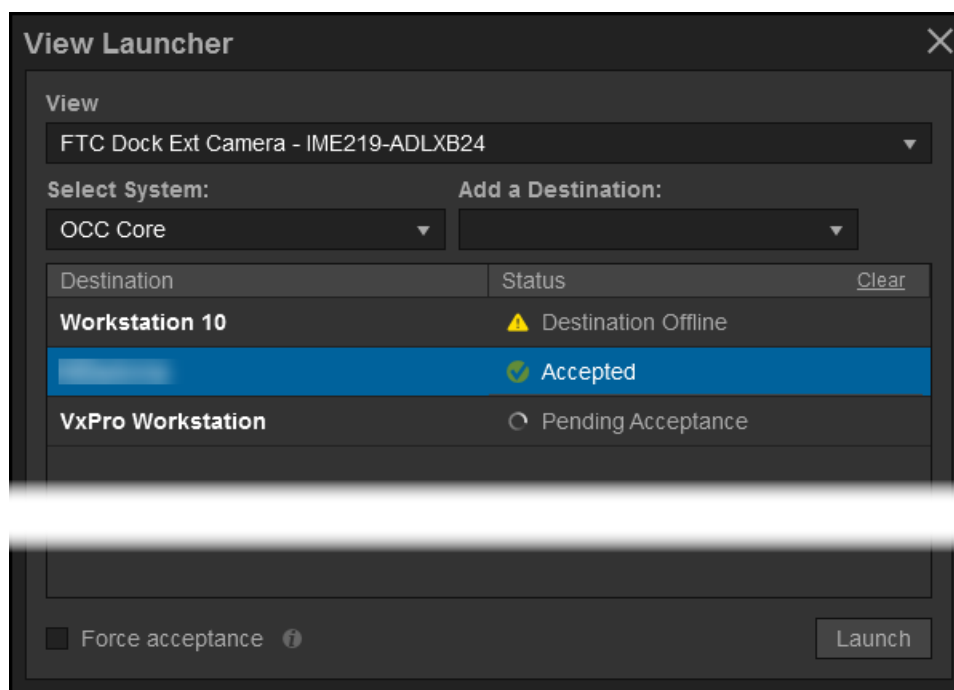 View Launcher
View
FTC Dock Ext Camera - IME219-ADLXB24
Select System: Add a Destination:
OCC Core
Destination Status Clear
Workstation 10 Destination Offline
Accepted
VxPro Workstation Pending Acceptance
Force acceptance
Launch